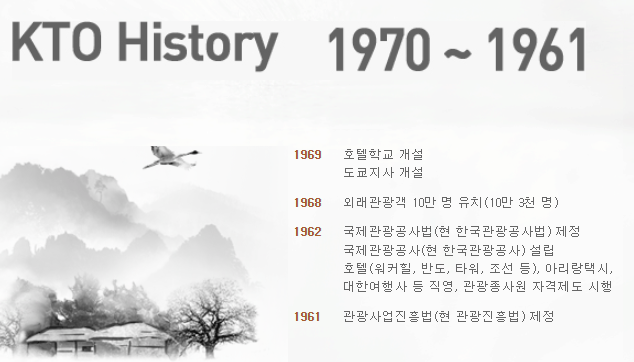 KTO History 1970 ~ 1961
1969 호텔학교 개설
도쿄지사 개설
1968 외래관광객 10만 명 유치(10만 3천 명)
1962 국제관광공사법(현 한국관광공사법) 제정
국제관광공사(현 한국관광공사) 설립
호텔(워커힐, 반도, 타워, 조선 등), 아리랑택시,
대한여행사 등 직영, 관광종사원 자격제도 시행
1961 관광사업진흥법(현 관광진흥법) 제정